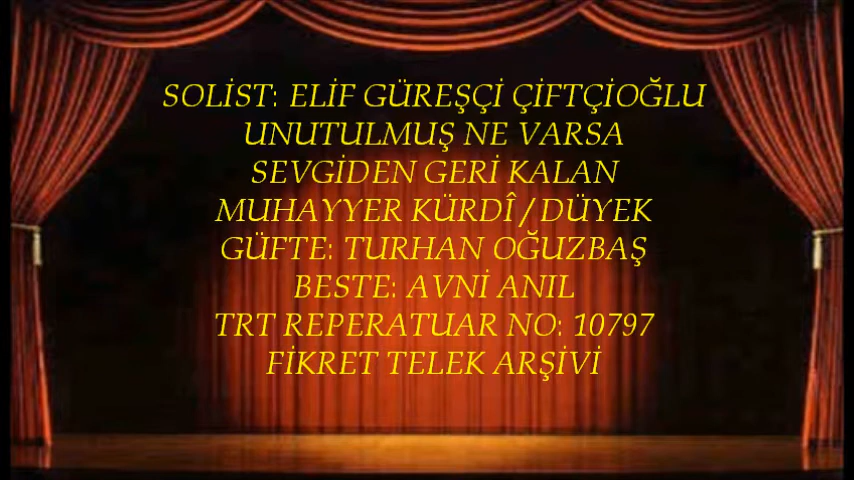 SOLİST: ELİF GÜREŞÇİ ÇİFTÇİOĞLU
UNUTULMUŞ NE VARSA
SEVGİDEN GERİ KALAN
MUHAYYER KÜRDÎ / DÜYEK
GÜFTE: TURHAN OĞUZBAŞ
BESTE: AVNİ ANIL
TRT REPERATUAR NO: 10797
FİKRET TELEK ARŞİVİ